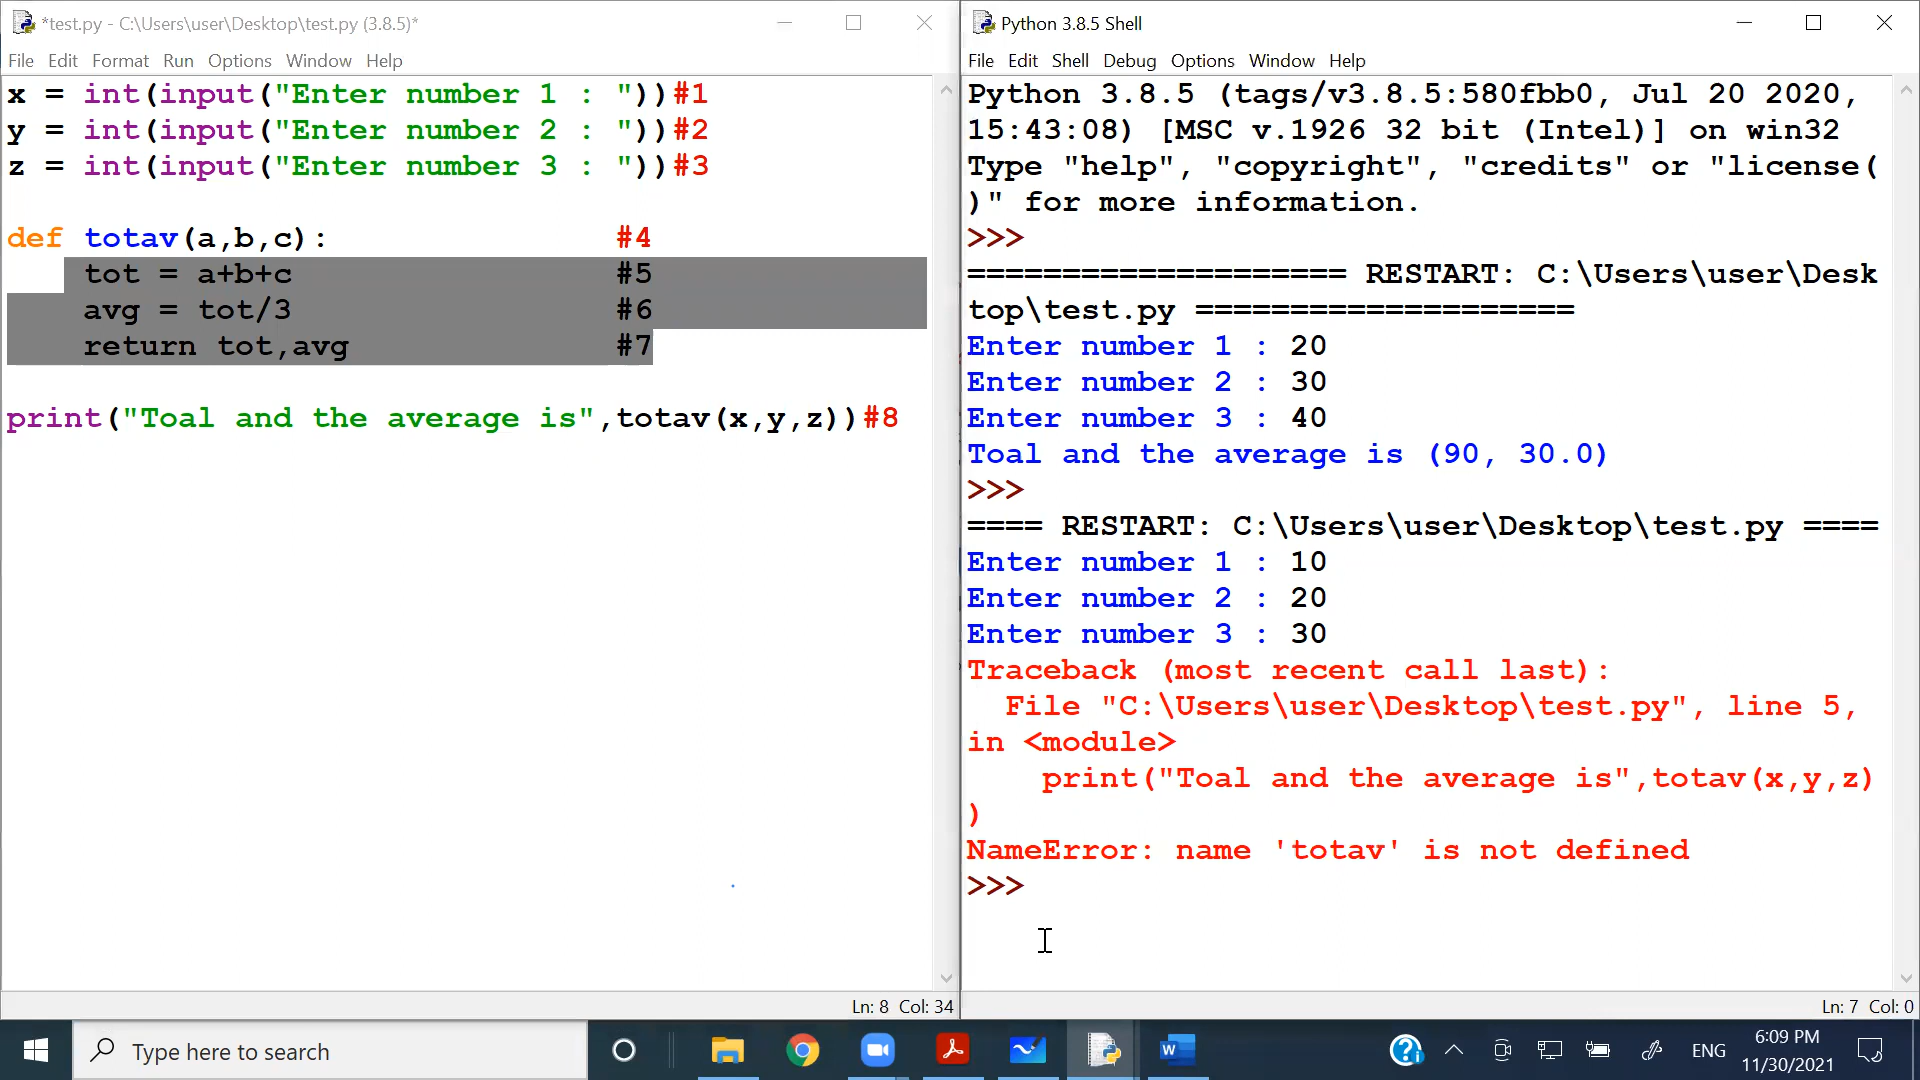 *test.py - C:\Users\user\Desktop\test.py (3.8.5)*
File Edit Format Run Options Window Help
x = int(input("Enter number 1 : "))#1
y = int(input("Enter number 2 : "))#2
z = int(input("Enter number 3 : "))#3
def totav(a,b,c): #4
tot = a+b+c #5
avg = tot/3 #6
return tot,avg #7
print("Toal and the average is",totav(x,y,z))#8
Ln: 8 Col: 34
Python 3.8.5 Shell
File Edit Shell Debug Options Window Help
Python 3.8.5 (tags/v3.8.5:580fbb0, Jul 20 2020,
15:43:08) [MSC v.1926 32 bit (Intel)] on win32
Type "help", "copyright", "credits" or "license(
)" for more information.
>>>
==================== RESTART: C:\Users\user\Desk
top\test.py ====================
Enter number 1 : 20
Enter number 2 : 30
Enter number 3 : 40
Toal and the average is (90, 30.0)
>>>
==== RESTART: C:\Users\user\Desktop\test.py ====
Enter number 1 : 10
Enter number 2 : 20
Enter number 3 : 30
Traceback (most recent call last):
File "C:\Users\user\Desktop\test.py", line 5,
in <module>
print("Toal and the average is",totav(x,y,z)
)
NameError: name 'totav' is not defined
>>>
Ln: 7 Col: 0
Type here to search
W
ENG
6:09 PM
11/30/2021